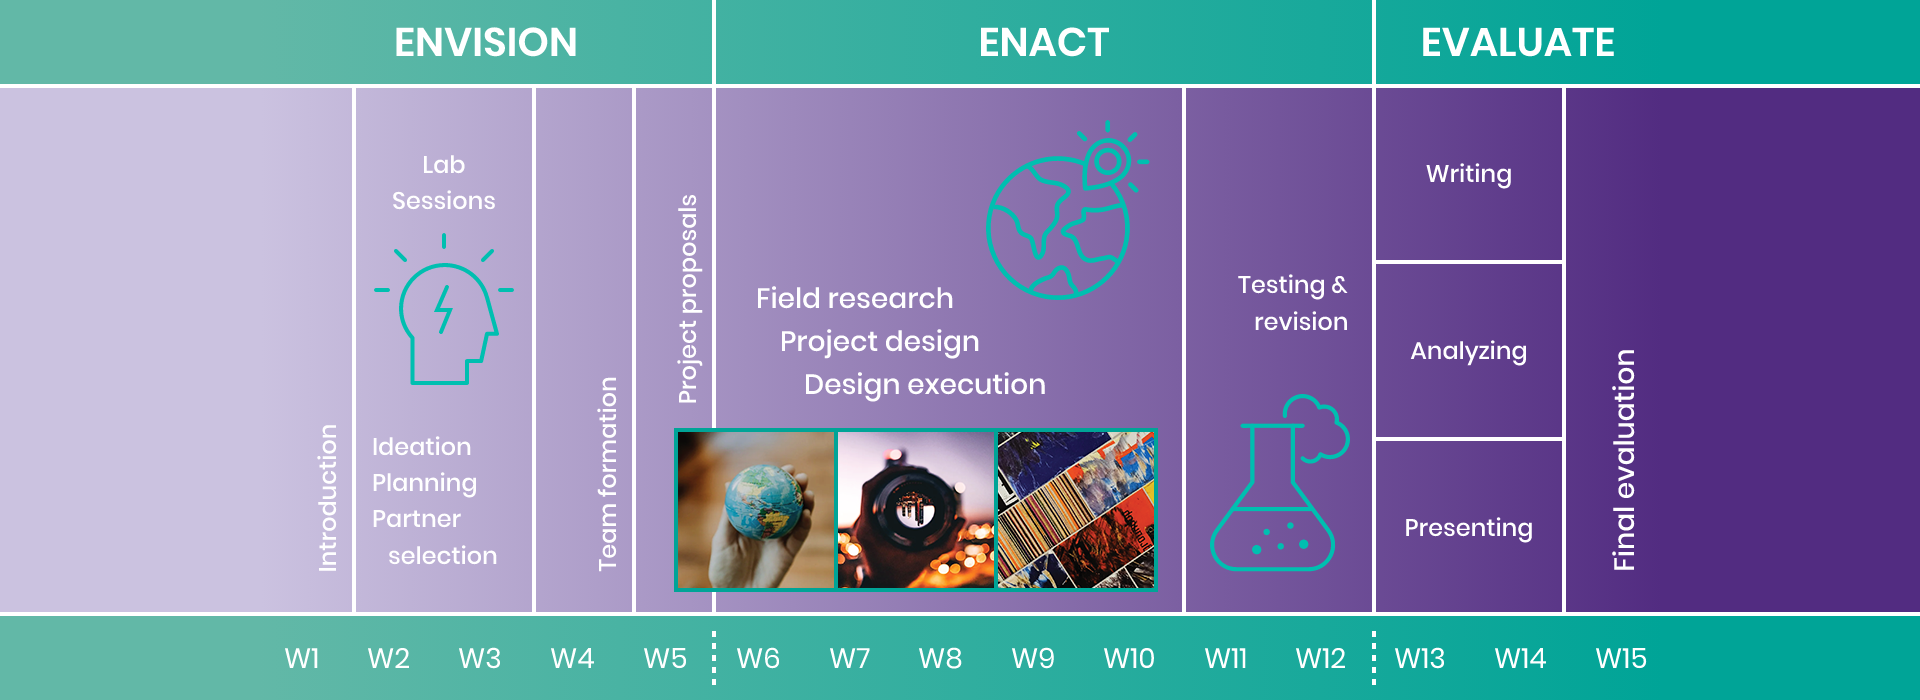 ENVISION
ENACT
EVALUATE
Introduction
Lab
Sessions
Ideation
Planning
Partner
selection
Team formation
Project proposals
Field research
Project design
Design execution
Testing &
revision
Writing
Analyzing
Presenting
Final evaluation
W1
W2
W3
W4
W5
W6
W7
W8
W9
W10
W11
W12
W13
W14
W15